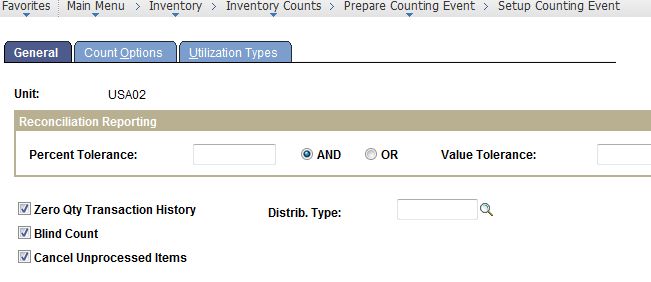 Favorites Main Menu > Inventory > Inventory Counts > Prepare Counting Event > Setup Counting Event
General Count Options Utilization Types
Unit: USA02
Reconciliation Reporting
Percent Tolerance: AND OR Value Tolerance:
Zero Qty Transaction History Distrib. Type:
Blind Count
Cancel Unprocessed Items